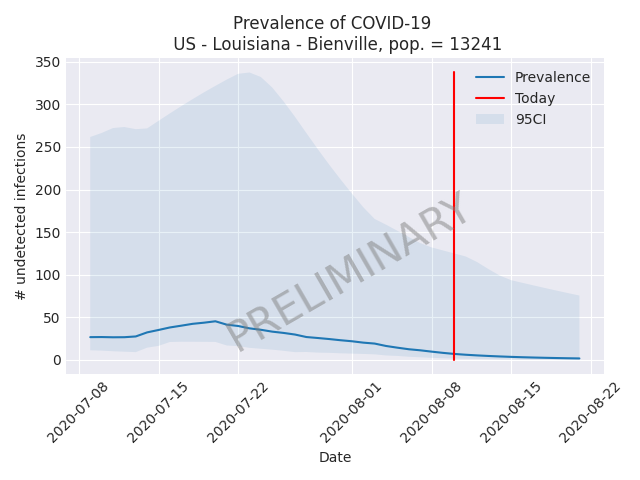 Prevalence of COVID-19
US - Louisiana - Bienville, pop. = 13241
350
300
250
200
150
100
50
0
# undetected infections
Prevalence
Today
95CI
PRELIMINARY
2020-07-08
2020-07-15
2020-07-22
2020-08-01
2020-08-08
2020-08-15
2020-08-22
Date